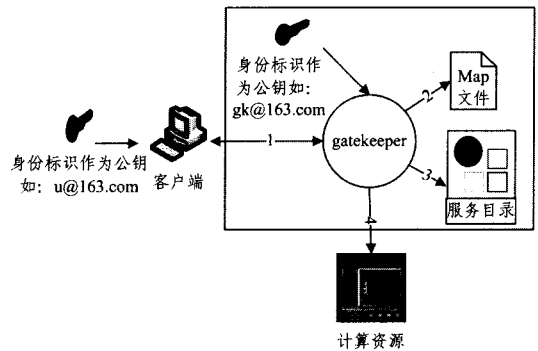 身份标识作
为公钥如:
gk@163.com
Map
文件
2
身份标识作为公钥
如: u@163.com
客户端
1
gatekeeper
3
服务目录
4
计算资源